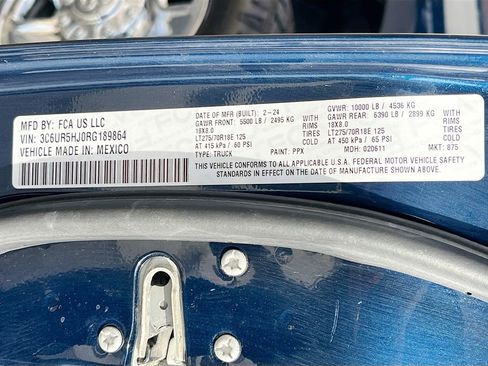 MFD BY: FCA US LLC
VIN: 3C6UR5HJ0RG189864
VEHICLE MADE IN: MEXICO
DATE OF MFR (BUILT): 2-24
GAWR FRONT: 5500 LB / 2495 KG WITH
18X8.0 RIMS
LT275/70R18E 125 TIRES
AT 415 kPa / 60 PSI COLD
TYPE: TRUCK
GVWR: 10000 LB / 4536 KG
GAWR REAR: 6390 LB / 2899 KG WITH
18X8.0 RIMS
LT275/70R18E 125 TIRES
AT 450 kPa / 65 PSI COLD
THIS VEHICLE CONFORMS TO ALL APPLICABLE U.S.A. FEDERAL MOTOR VEHICLE SAFETY
STANDARDS IN EFFECT ON THE DATE OF MANUFACTURE SHOWN ABOVE.
PAINT: PPX MDH: 020611 MKT: 875